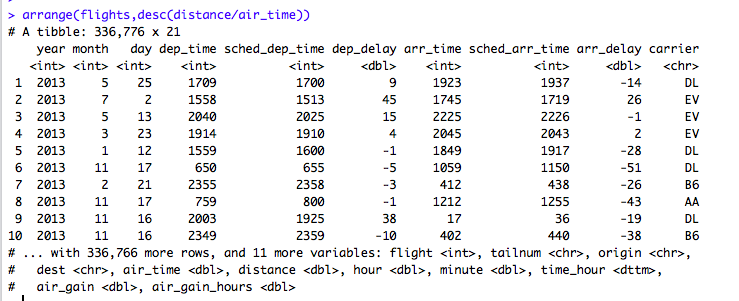 > arrange(flights,desc(distance/air_time))
# A tibble: 336,776 x 21
year month day dep_time sched_dep_time dep_delay arr_time sched_arr_time arr_delay carrier
<int> <int> <int> <int> <int> <dbl> <int> <int> <dbl> <chr>
1 2013 5 25 1709 1700 9 1923 1937 -14 DL
2 2013 7 2 1558 1513 45 1745 1719 26 EV
3 2013 5 13 2040 2025 15 2225 2226 -1 EV
4 2013 3 23 1914 1910 4 2045 2043 2 EV
5 2013 1 12 1559 1600 -1 1849 1917 -28 DL
6 2013 11 17 650 655 -5 1059 1150 -51 DL
7 2013 2 21 2355 2358 -3 412 438 -26 B6
8 2013 11 17 759 800 -1 1212 1255 -43 AA
9 2013 11 16 2003 1925 38 17 36 -19 DL
10 2013 11 16 2349 2359 -10 402 440 -38 B6
# ... with 336,766 more rows, and 11 more variables: flight <int>, tailnum <chr>, origin <chr>,
# dest <chr>, air_time <dbl>, distance <dbl>, hour <dbl>, minute <dbl>, time_hour <dttm>,
# air_gain <dbl>, air_gain_hours <dbl>